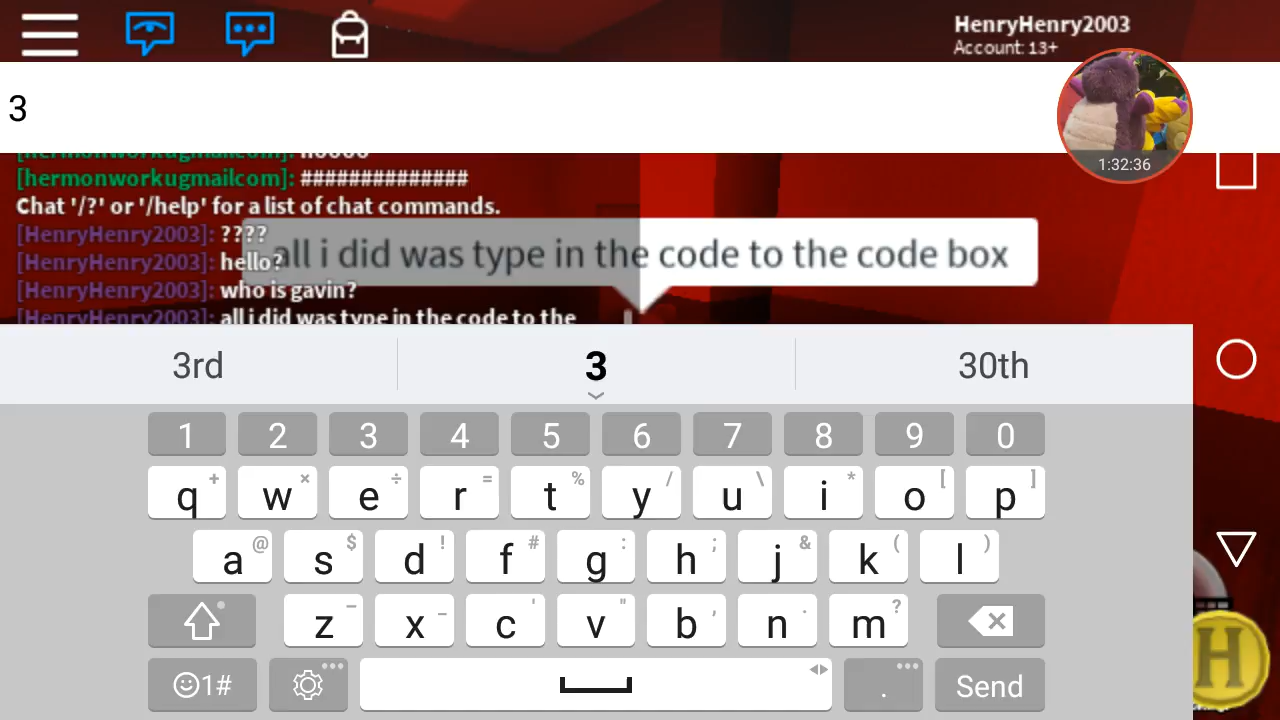 HenryHenry2003
Account: 13+
3
1:32:36
[hermonworkugmailcom]: noooo
[hermonworkugmailcom]: ##############
Chat '/?' or '/help' for a list of chat commands.
[HenryHenry2003]: ????
[HenryHenry2003]: hello?
[HenryHenry2003]: who is gavin?
[HenryHenry2003]: all i did was type in the code to the
all i did was type in the code to the code box
3rd 3 30th
1 2 3 4 5 6 7 8 9 0
+ × ÷ = % / \ * [ ]
q w e r t y u i o p
@ $ ! # : ; & ( )
a s d f g h j k l
– _ ' " , . ?
z x c v b n m
1# . Send
H